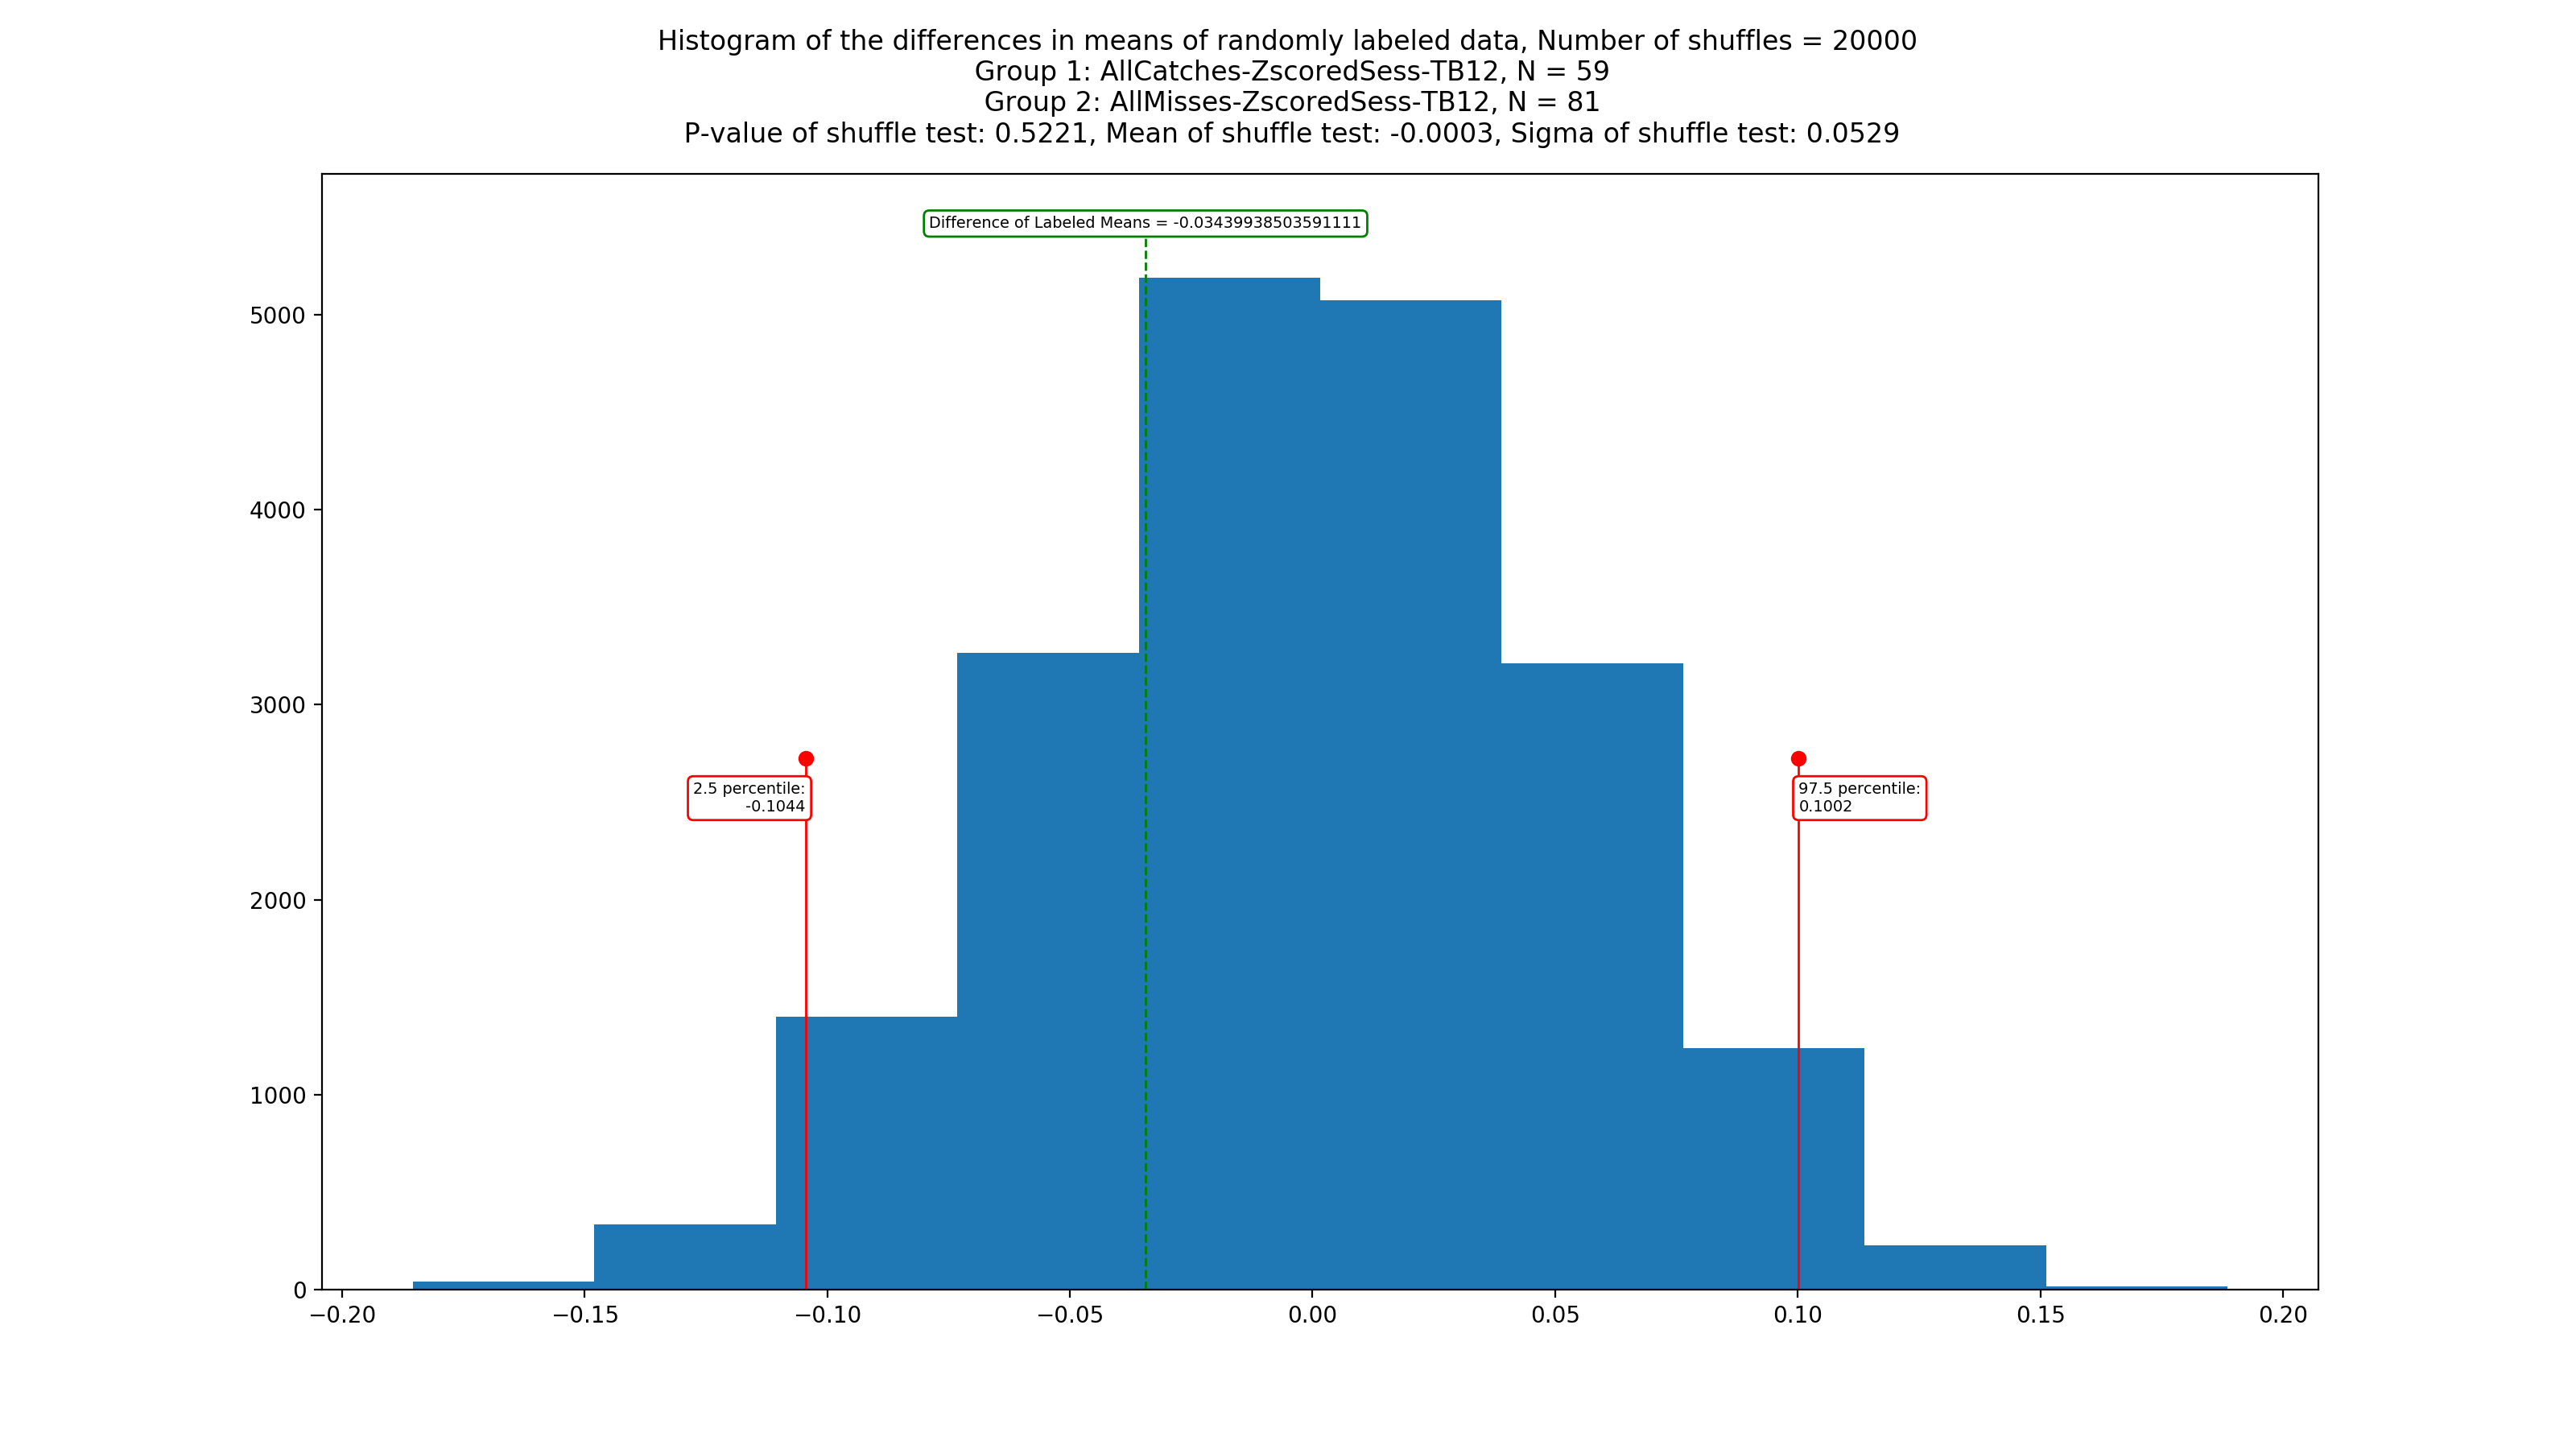 Histogram of the differences in means of randomly labeled data, Number of shuffles = 20000
Group 1: AllCatches-ZscoredSess-TB12, N = 59
Group 2: AllMisses-ZscoredSess-TB12, N = 81
P-value of shuffle test: 0.5221, Mean of shuffle test: -0.0003, Sigma of shuffle test: 0.0529
Difference of Labeled Means = -0.03439938503591111
5000
4000
3000
2.5 percentile:
-0.1044
97.5 percentile:
0.1002
2000
1000
0
−0.20 −0.15 −0.10 −0.05 0.00 0.05 0.10 0.15 0.20